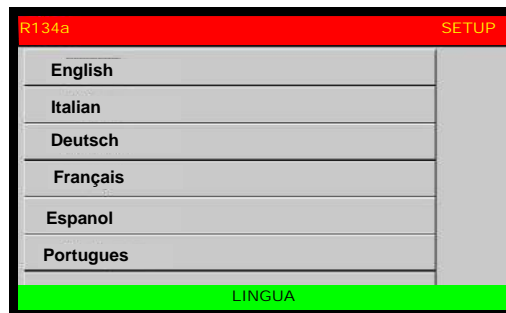 R134a SETUP
English
Italian
Deutsch
Français
Espanol
Portugues
LINGUA